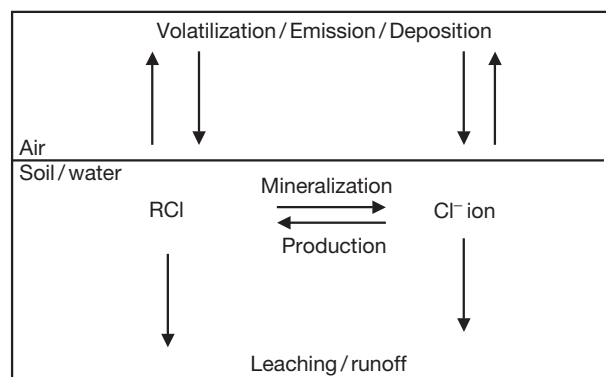 Volatilization / Emission / Deposition
Air
Soil / water
Mineralization
RCl
Cl⁻ ion
Production
Leaching / runoff